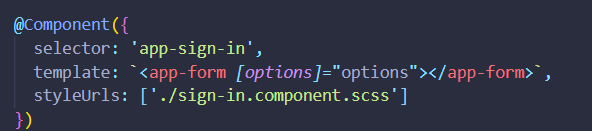 @Component({
  selector: 'app-sign-in',
  template: `<app-form [options]="options"></app-form>`,
  styleUrls: ['./sign-in.component.scss']
})